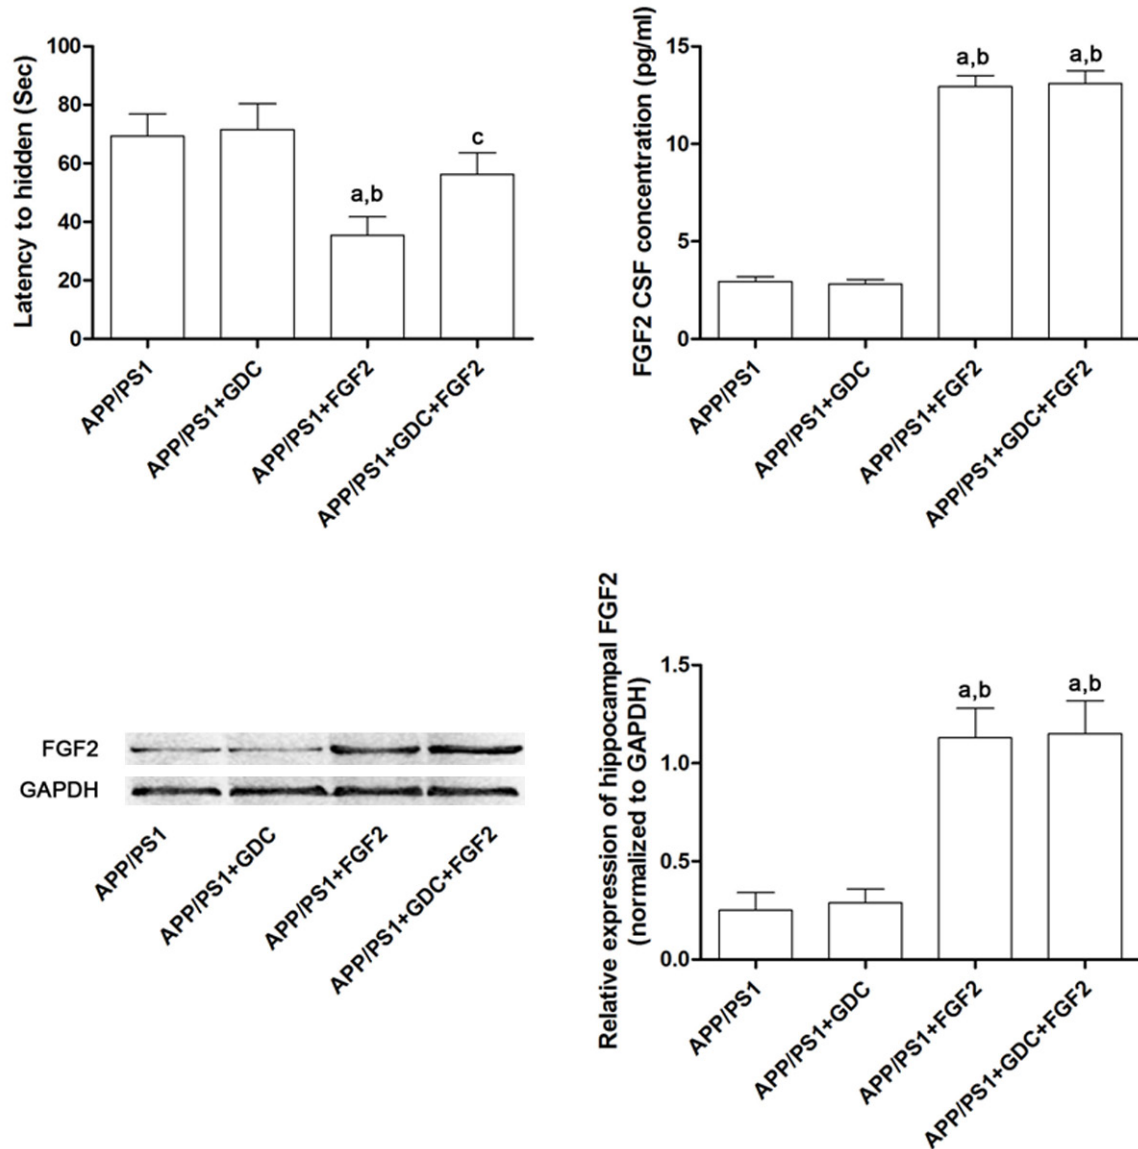 Latency to hidden (Sec)
100
80
60
40
20
0
a,b
c
APP/PS1
APP/PS1+GDC
APP/PS1+FGF2
APP/PS1+GDC+FGF2
FGF2 CSF concentration (pg/ml)
15
10
5
0
a,b
a,b
APP/PS1
APP/PS1+GDC
APP/PS1+FGF2
APP/PS1+GDC+FGF2
FGF2
GAPDH
APP/PS1
APP/PS1+GDC
APP/PS1+FGF2
APP/PS1+GDC+FGF2
Relative expression of hippocampal FGF2
(normalized to GAPDH)
1.5
1.0
0.5
0.0
a,b
a,b
APP/PS1
APP/PS1+GDC
APP/PS1+FGF2
APP/PS1+GDC+FGF2